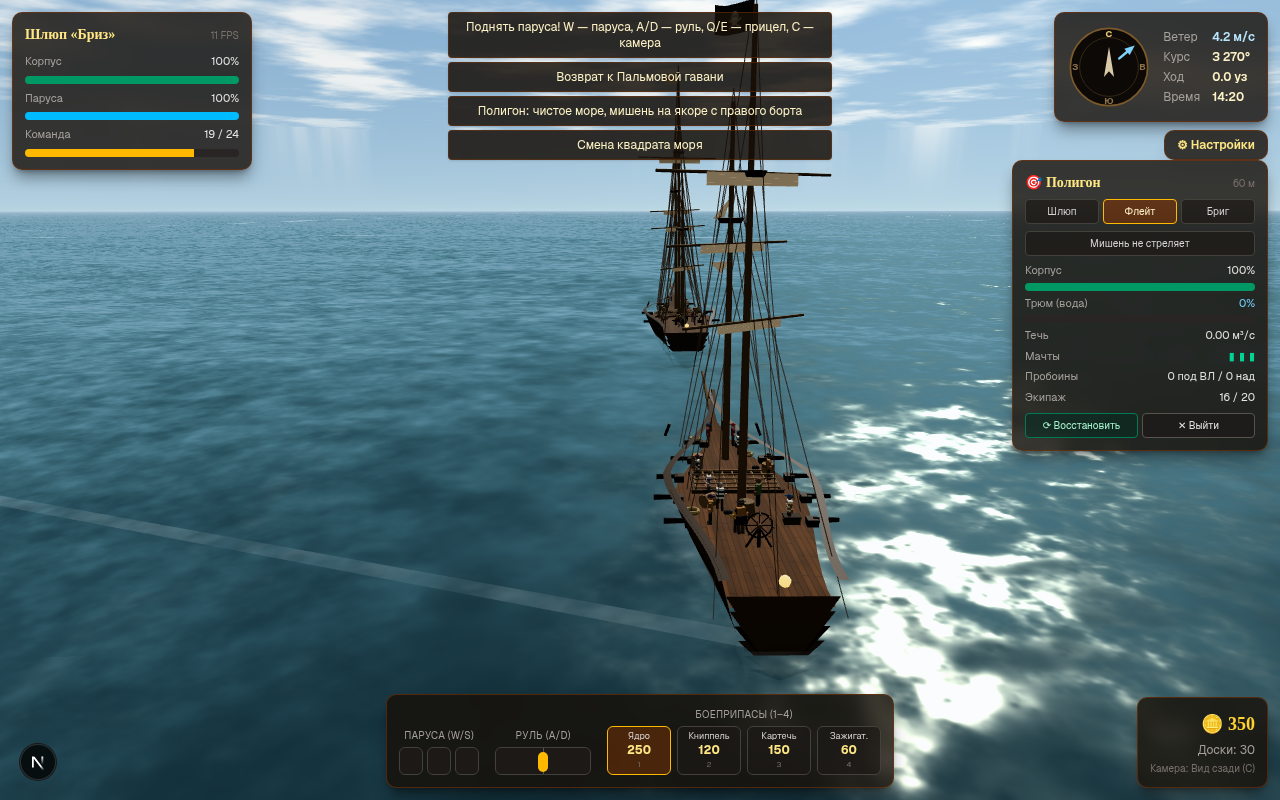 Шлюп «Бриз»
11 FPS
Корпус
100%
Паруса
100%
Команда
19 / 24
Поднять паруса! W — паруса, A/D — руль, Q/E — прицел, C —
камера
Возврат к Пальмовой гавани
Полигон: чистое море, мишень на якоре с правого борта
Смена квадрата моря
С
З
В
Ю
Ветер
4.2 м/с
Курс
З 270°
Ход
0.0 уз
Время
14:20
⚙ Настройки
🎯 Полигон
60 м
Шлюп
Флейт
Бриг
Мишень не стреляет
Корпус
100%
Трюм (вода)
0%
Течь
0.00 м³/с
Мачты
Пробоины
0 под ВЛ / 0 над
Экипаж
16 / 20
⟳ Восстановить
✕ Выйти
ПАРУСА (W/S)
РУЛЬ (A/D)
БОЕПРИПАСЫ (1–4)
Ядро
250
1
Книппель
120
2
Картечь
150
3
Зажигат.
60
4
N
🪙 350
Доски: 30
Камера: Вид сзади (C)